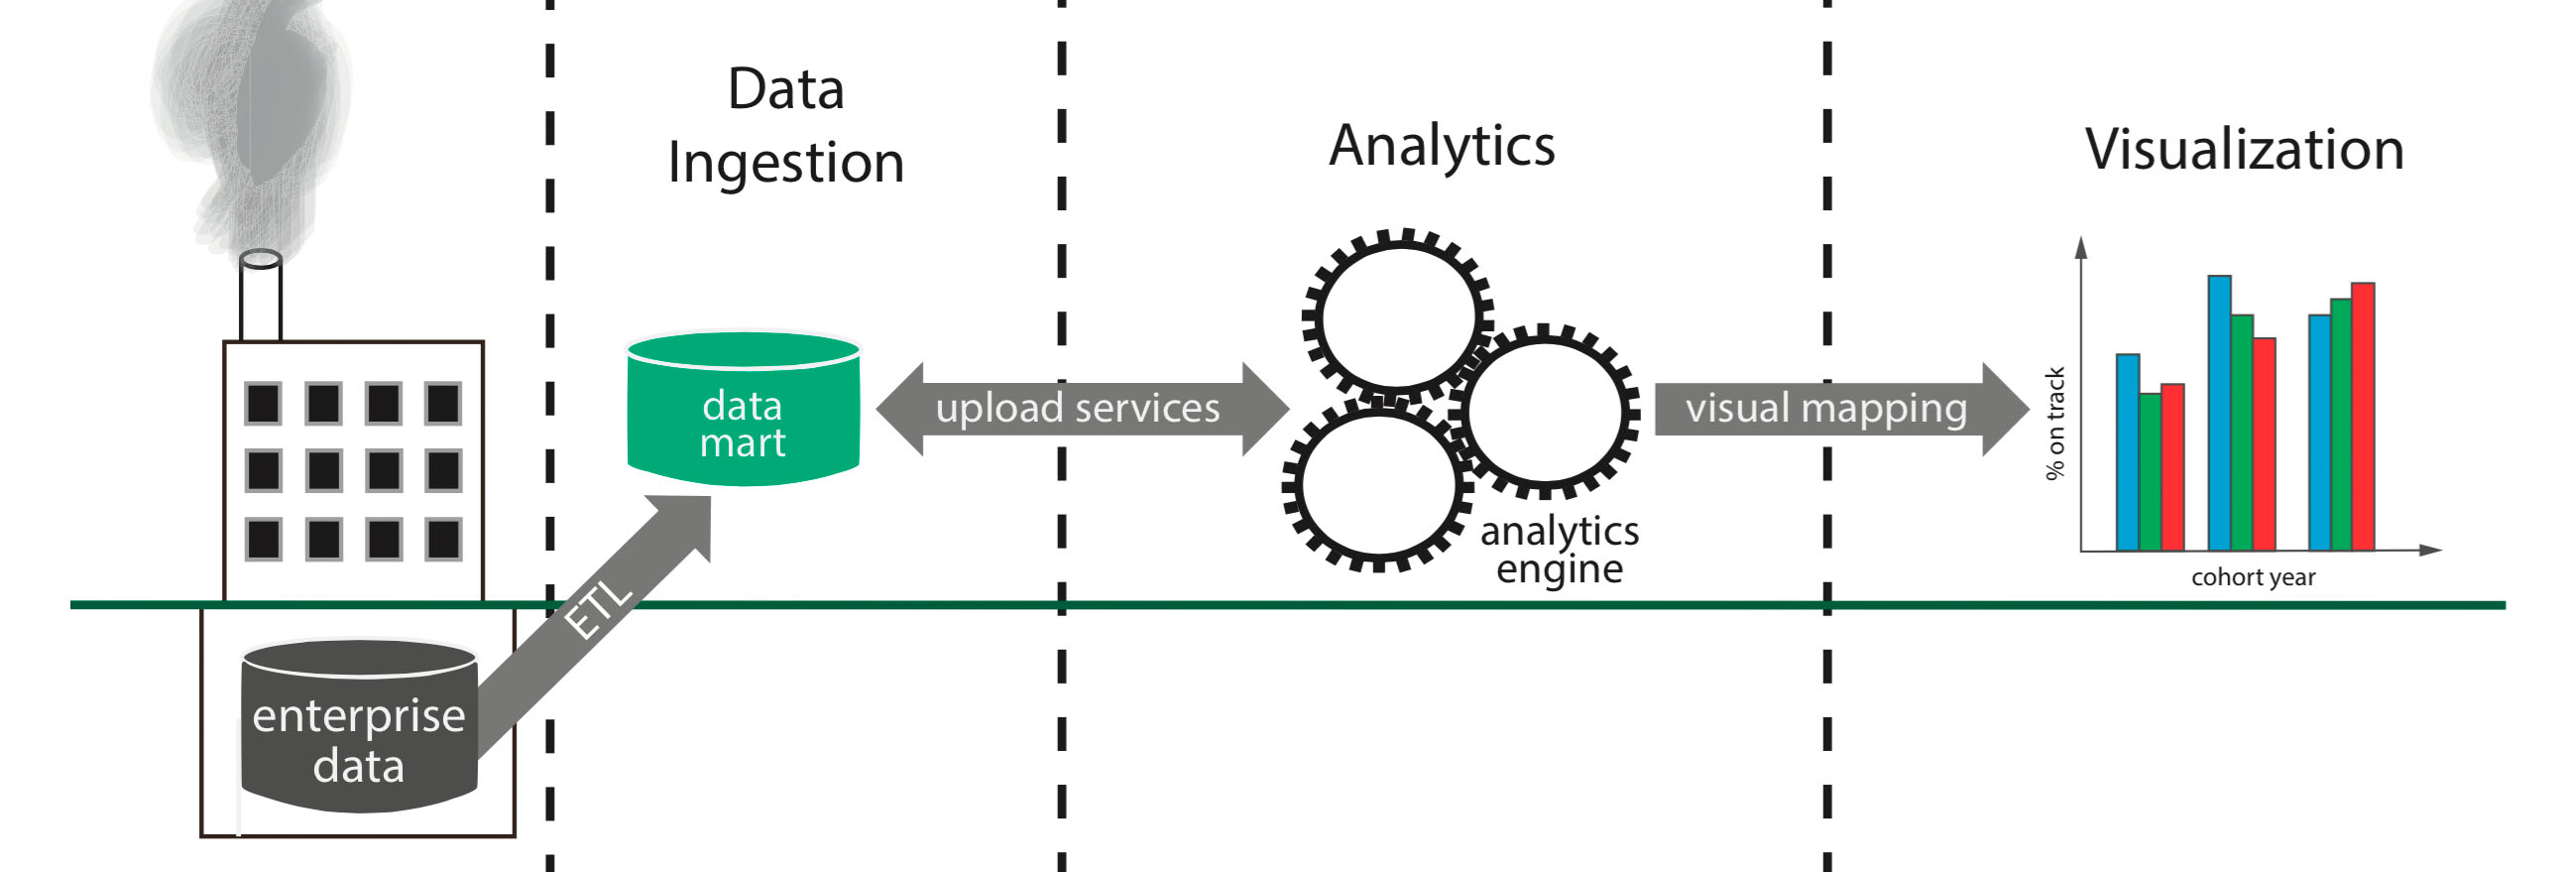 Data
Ingestion
Analytics
Visualization
data
mart
upload services
visual mapping
% on track
analytics
engine
cohort year
ETL
enterprise
data